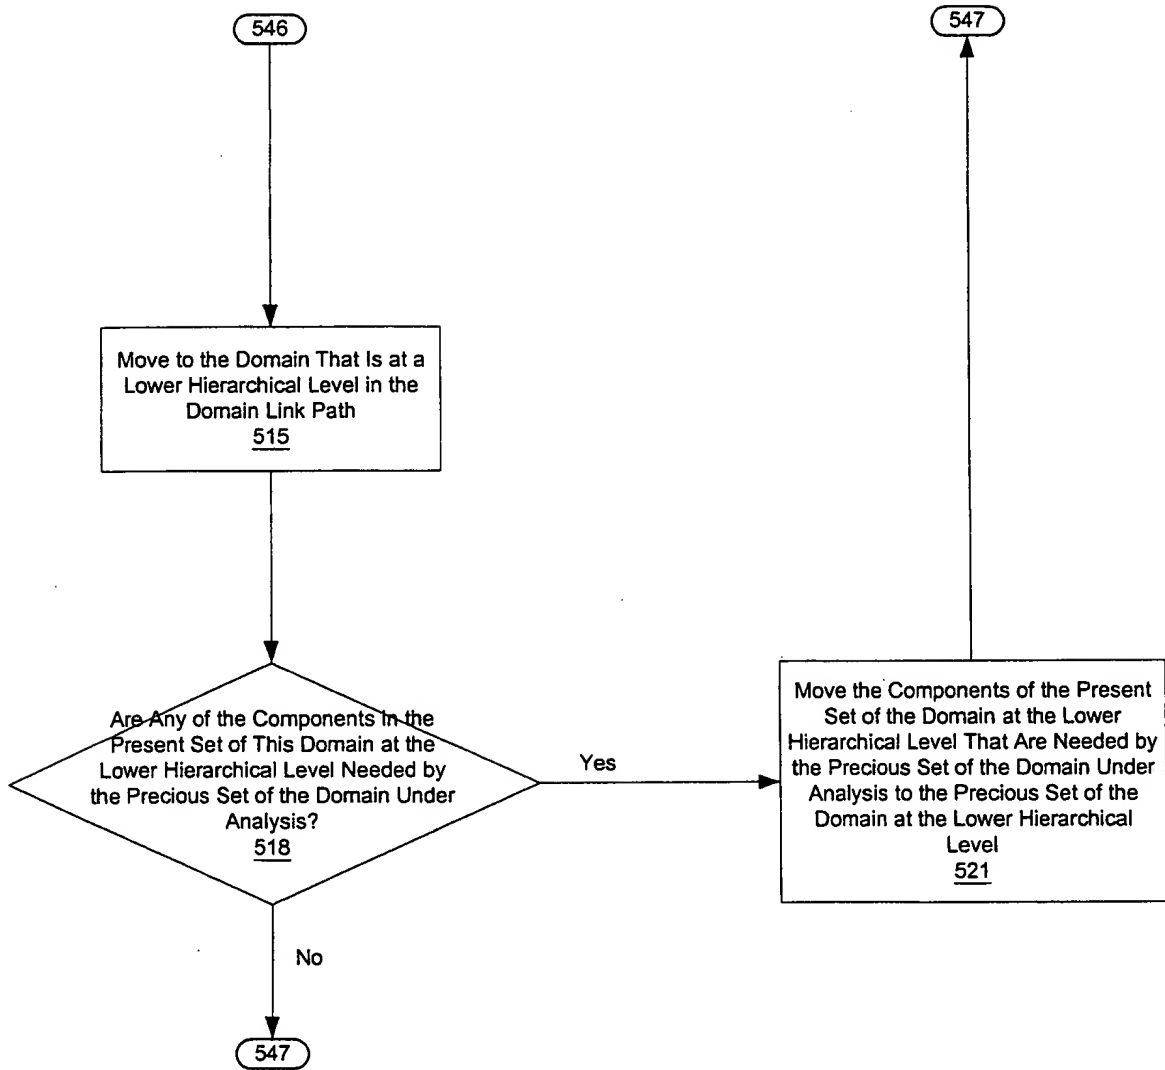 546
547
Move to the Domain That Is at a
Lower Hierarchical Level in the
Domain Link Path
515
Are Any of the Components in the
Present Set of This Domain at the
Lower Hierarchical Level Needed by
the Precious Set of the Domain Under
Analysis?
518
Yes
Move the Components of the Present
Set of the Domain at the Lower
Hierarchical Level That Are Needed by
the Precious Set of the Domain Under
Analysis to the Precious Set of the
Domain at the Lower Hierarchical
Level
521
No
547